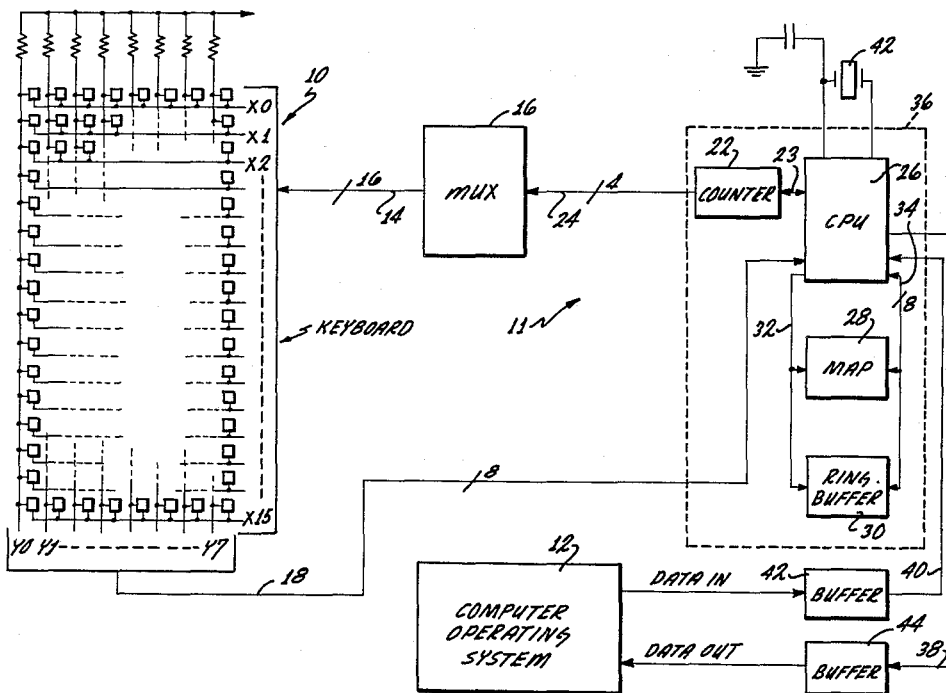 42
10
36
X0
X1
X2
16
MUX
16
14
24
4
22
COUNTER
23
26
CPU
34
8
32
28
MAP
11
KEYBOARD
RING
BUFFER
30
8
X15
Y0 Y1 Y7
18
12
COMPUTER
OPERATING
SYSTEM
DATA IN
42
BUFFER
40
DATA OUT
44
BUFFER
38